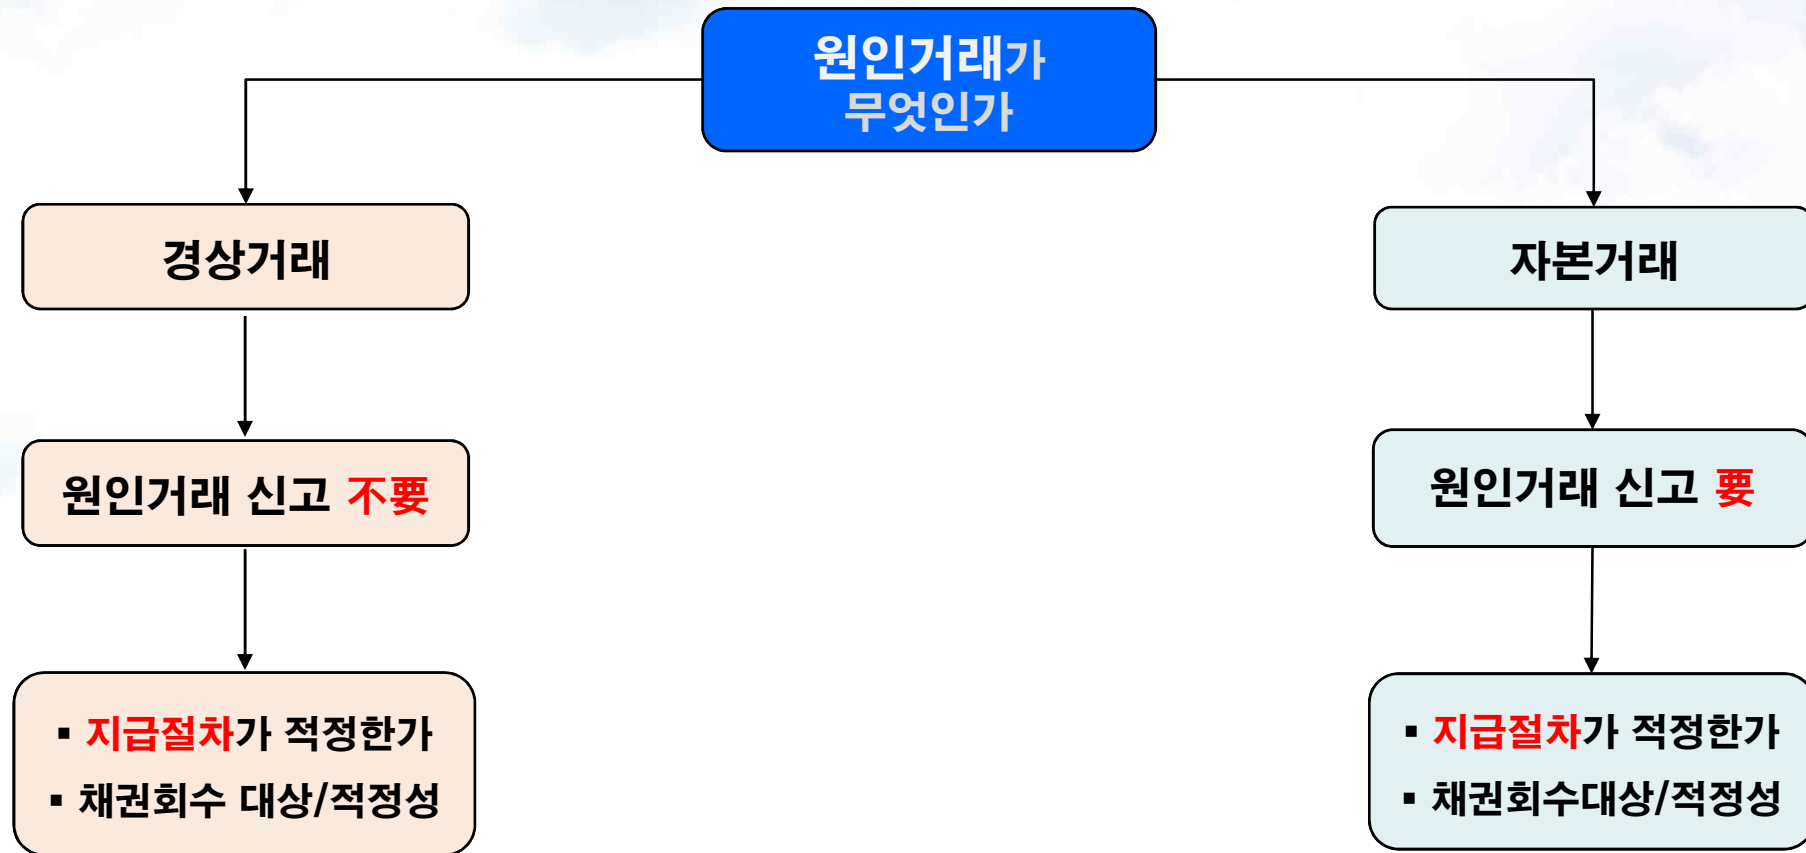 원인거래가
무엇인가
경상거래
자본거래
원인거래 신고 不要
원인거래 신고 要
▪ 지급절차가 적정한가
▪ 채권회수 대상/적정성
▪ 지급절차가 적정한가
▪ 채권회수대상/적정성